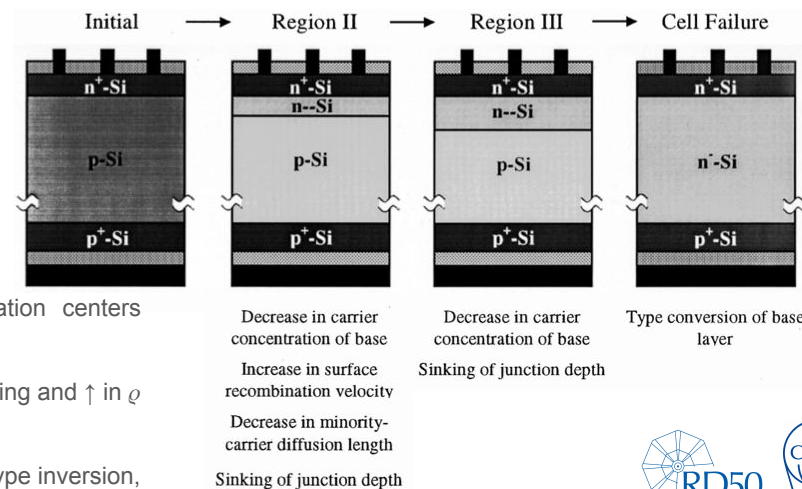 Initial Region II Region III Cell Failure
n⁺-Si n⁺-Si n⁺-Si n⁺-Si
n--Si n--Si
p-Si p-Si p-Si n⁻-Si
p⁺-Si p⁺-Si p⁺-Si p⁺-Si
ation centers
ing and ↑ in ϱ
ype inversion,
Decrease in carrier
concentration of base
Increase in surface
recombination velocity
Decrease in minority-
carrier diffusion length
Sinking of junction depth
Decrease in carrier
concentration of base
Sinking of junction depth
Type conversion of base
layer
RD50